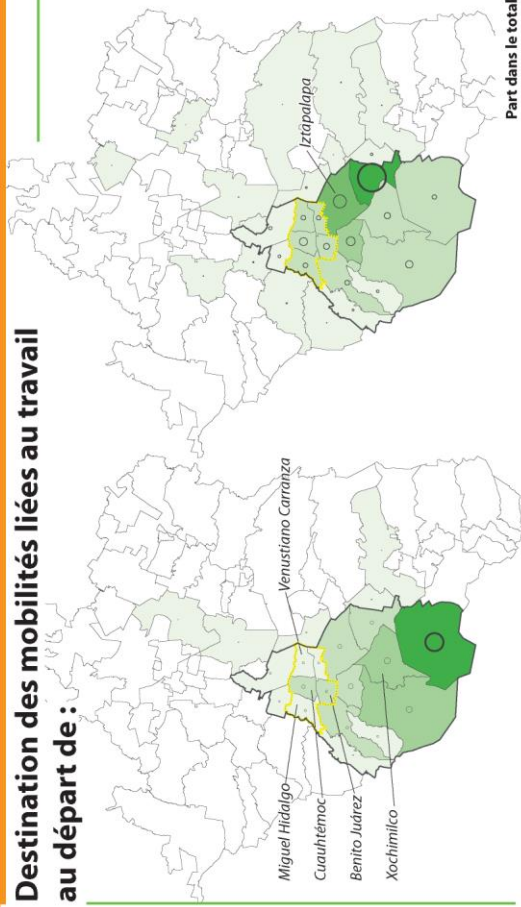 Destination des mobilités liées au travail
au départ de :
Miguel Hidalgo
Cuauhtémoc
Benito Juárez
Xochimilco
Venustiano Carranza
Iztapalapa
Part dans le total